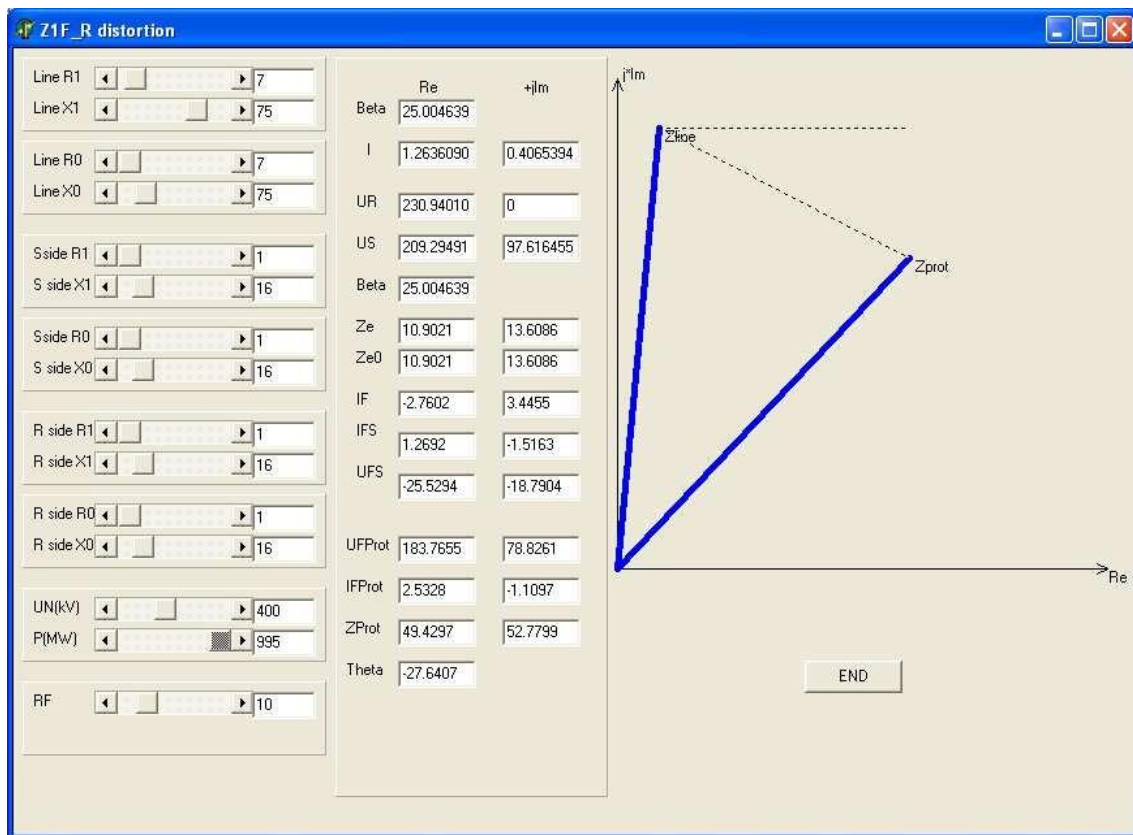 Z1F_R distortion
Line R1 7
Line X1 75
Line R0 7
Line X0 75
Sside R1 1
S side X1 16
Sside R0 1
S side X0 16
R side R1 1
R side X1 16
R side R0 1
R side X0 16
UN(kV) 400
P(MW) 995
RF 10
Re +jIm
Beta 25.004639
I 1.2636090 0.4065394
UR 230.94010 0
US 209.29491 97.616455
Beta 25.004639
Ze 10.9021 13.6086
Ze0 10.9021 13.6086
IF -2.7602 3.4455
IFS 1.2692 -1.5163
UFS -25.5294 -18.7904
UFProt 183.7655 78.8261
IFProt 2.5328 -1.1097
ZProt 49.4297 52.7799
Theta -27.6407
j*Im
Zline
Zprot
Re
END